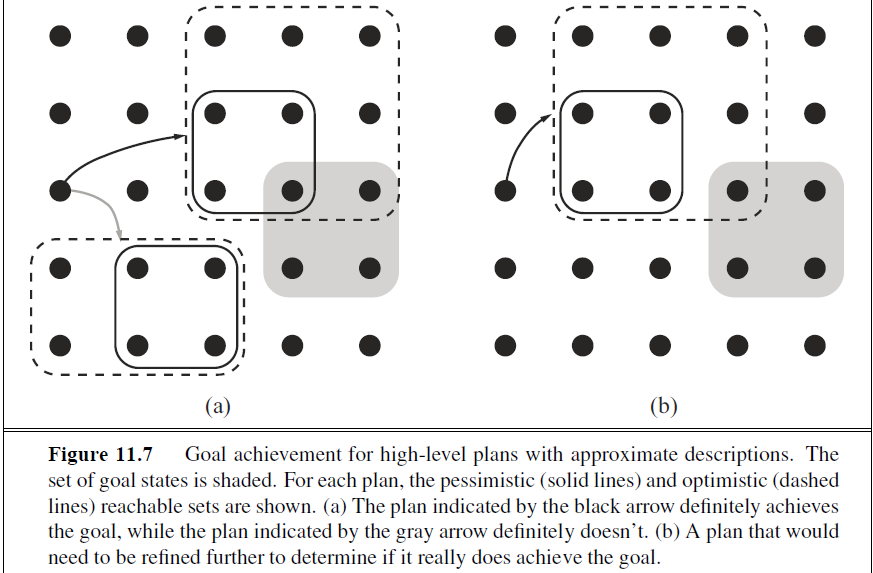 (a)
(b)
Figure 11.7 Goal achievement for high-level plans with approximate descriptions. The
set of goal states is shaded. For each plan, the pessimistic (solid lines) and optimistic (dashed
lines) reachable sets are shown. (a) The plan indicated by the black arrow definitely achieves
the goal, while the plan indicated by the gray arrow definitely doesn't. (b) A plan that would
need to be refined further to determine if it really does achieve the goal.